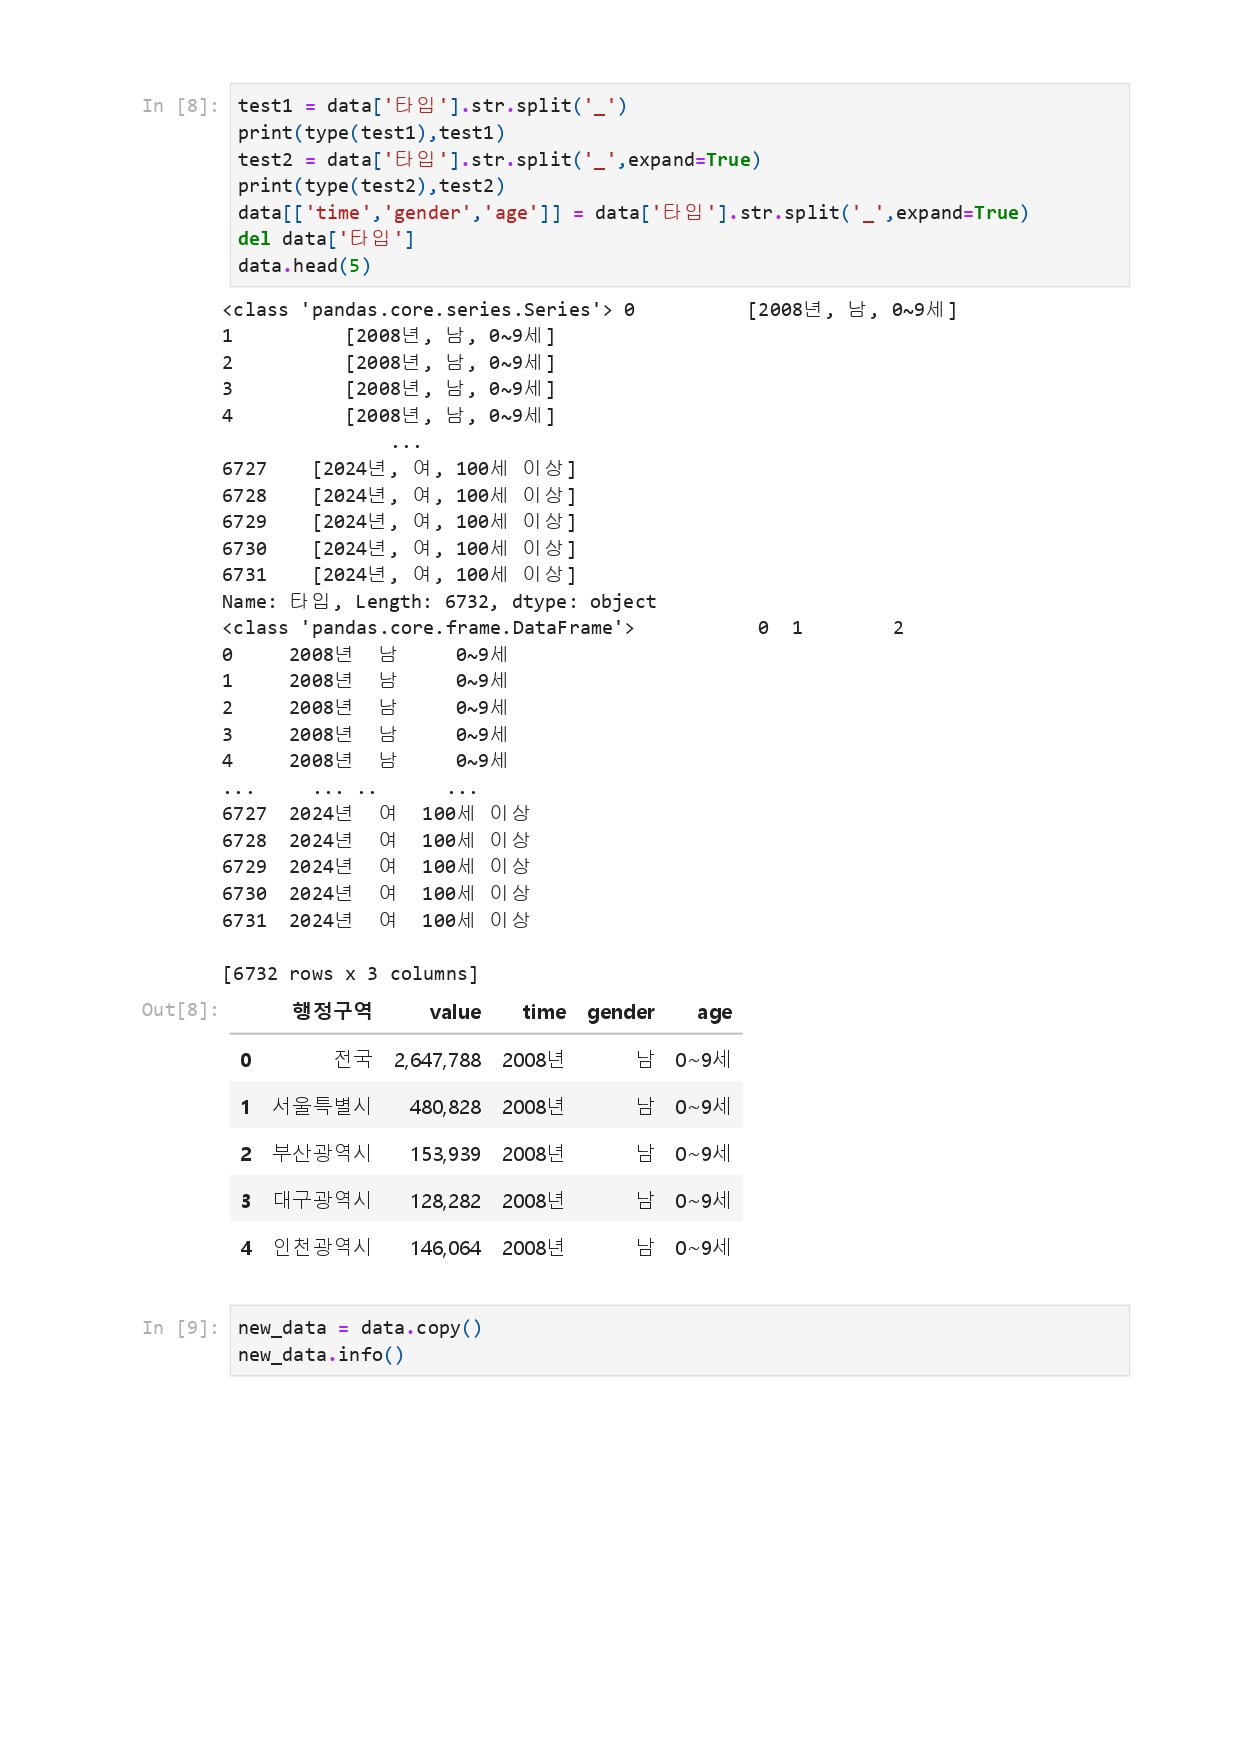 In [8]: test1 = data['타입'].str.split('_')
print(type(test1),test1)
test2 = data['타입'].str.split('_',expand=True)
print(type(test2),test2)
data[['time','gender','age']] = data['타입'].str.split('_',expand=True)
del data['타입']
data.head(5)
<class 'pandas.core.series.Series'> 0          [2008년, 남, 0~9세]
1          [2008년, 남, 0~9세]
2          [2008년, 남, 0~9세]
3          [2008년, 남, 0~9세]
4          [2008년, 남, 0~9세]
...
6727    [2024년, 여, 100세 이상]
6728    [2024년, 여, 100세 이상]
6729    [2024년, 여, 100세 이상]
6730    [2024년, 여, 100세 이상]
6731    [2024년, 여, 100세 이상]
Name: 타입, Length: 6732, dtype: object
<class 'pandas.core.frame.DataFrame'>           0  1        2
0     2008년  남     0~9세
1     2008년  남     0~9세
2     2008년  남     0~9세
3     2008년  남     0~9세
4     2008년  남     0~9세
...     ... ..      ...
6727  2024년  여  100세 이상
6728  2024년  여  100세 이상
6729  2024년  여  100세 이상
6730  2024년  여  100세 이상
6731  2024년  여  100세 이상
[6732 rows x 3 columns]
Out[8]: 행정구역 value time gender age
0 전국 2,647,788 2008년 남 0~9세
1 서울특별시 480,828 2008년 남 0~9세
2 부산광역시 153,939 2008년 남 0~9세
3 대구광역시 128,282 2008년 남 0~9세
4 인천광역시 146,064 2008년 남 0~9세
In [9]: new_data = data.copy()
new_data.info()